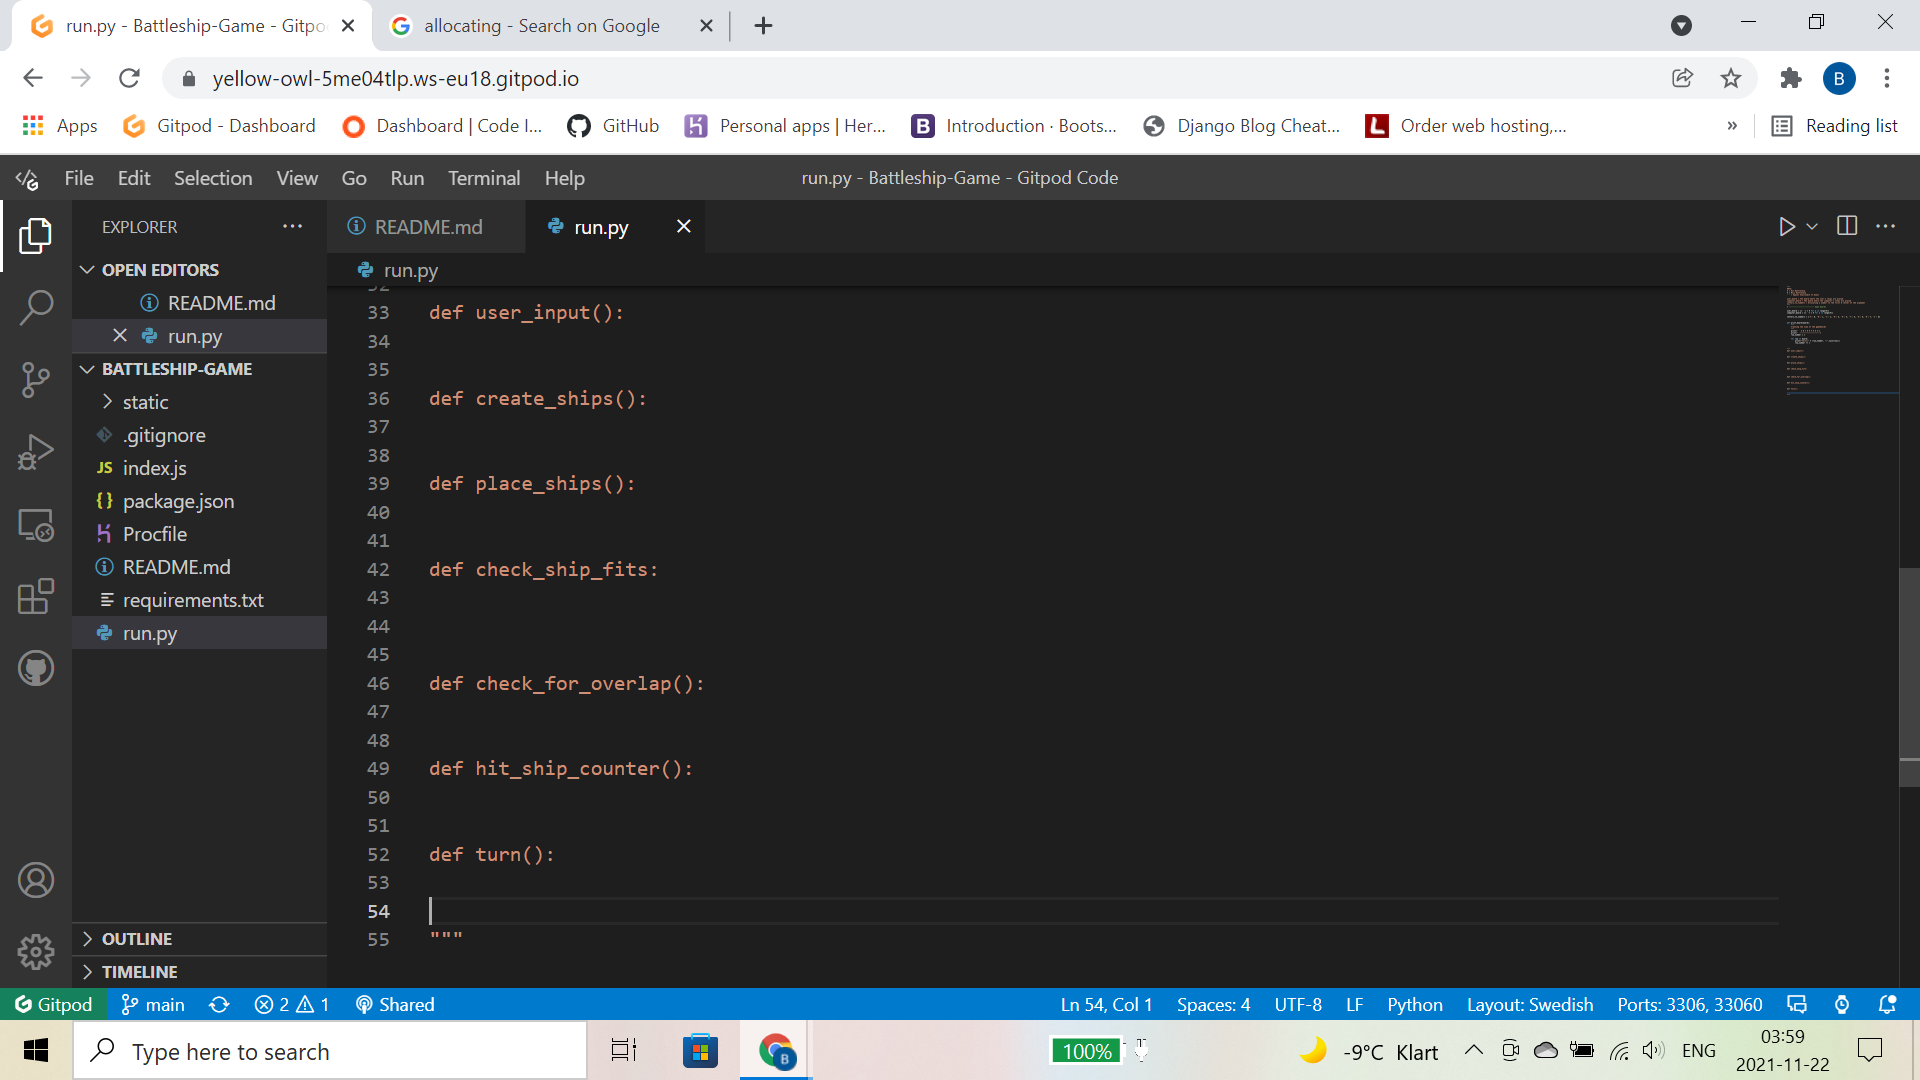 run.py - Battleship-Game - Gitpo
allocating - Search on Google
yellow-owl-5me04tlp.ws-eu18.gitpod.io
B
Apps
Gitpod - Dashboard
Dashboard | Code I...
GitHub
Personal apps | Her...
B
Introduction · Boots...
Django Blog Cheat...
L
Order web hosting,...
»
Reading list
File Edit Selection View Go Run Terminal Help
run.py - Battleship-Game - Gitpod Code
EXPLORER
README.md
run.py
OPEN EDITORS
README.md
run.py
BATTLESHIP-GAME
static
.gitignore
JS index.js
{} package.json
Procfile
README.md
requirements.txt
run.py
OUTLINE
TIMELINE
run.py
32
33 def user_input():
34
35
36 def create_ships():
37
38
39 def place_ships():
40
41
42 def check_ship_fits:
43
44
45
46 def check_for_overlap():
47
48
49 def hit_ship_counter():
50
51
52 def turn():
53
54
55 """
Gitpod
main
2 1
Shared
Ln 54, Col 1
Spaces: 4
UTF-8
LF
Python
Layout: Swedish
Ports: 3306, 33060
Type here to search
B
100%
-9°C Klart
ENG
03:59
2021-11-22